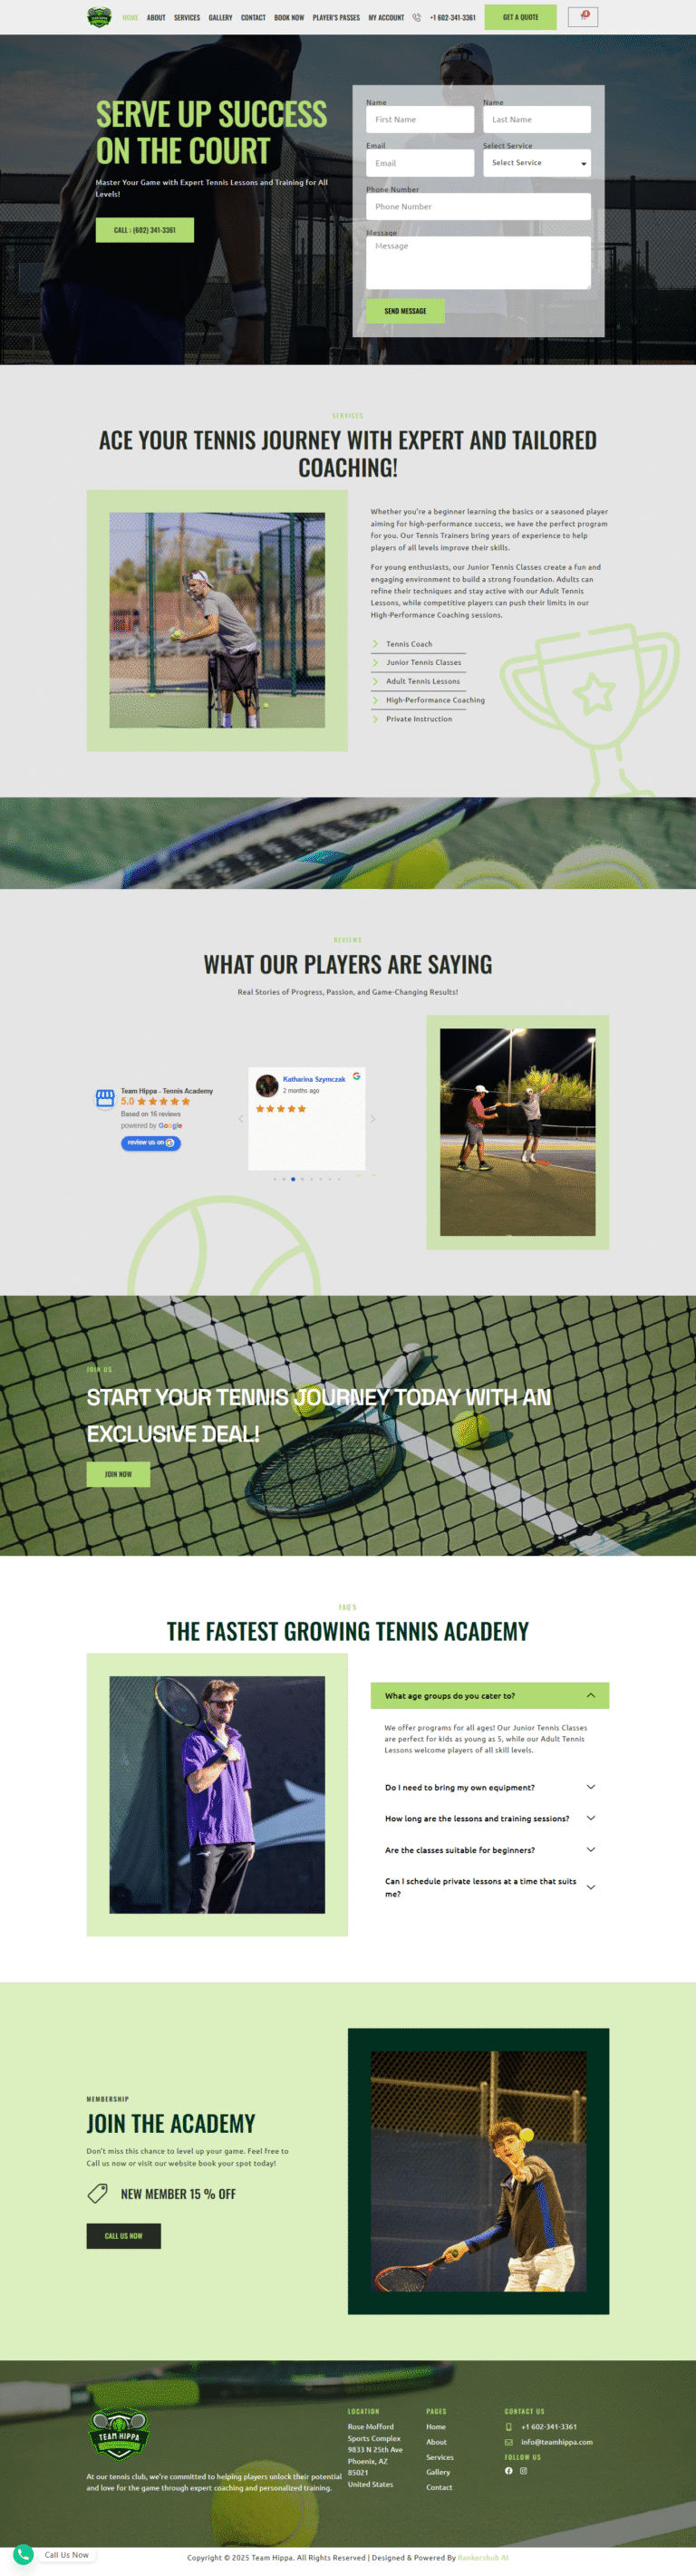 HOME ABOUT SERVICES GALLERY CONTACT BOOK NOW PLAYER'S PASSES MY ACCOUNT +1 602-341-3361 GET A QUOTE
SERVE UP SUCCESS
ON THE COURT
Master Your Game with Expert Tennis Lessons and Training for All
Levels!
CALL : (602) 341-3361
Name Name
First Name Last Name
Email Select Service
Email Select Service
Phone Number
Phone Number
Message
Message
SEND MESSAGE
SERVICES
ACE YOUR TENNIS JOURNEY WITH EXPERT AND TAILORED
COACHING!
Whether you're a beginner learning the basics or a seasoned player
aiming for high-performance success, we have the perfect program
for you. Our Tennis Trainers bring years of experience to help
players of all levels improve their skills.
For young enthusiasts, our Junior Tennis Classes create a fun and
engaging environment to build a strong foundation. Adults can
refine their techniques and stay active with our Adult Tennis
Lessons, while competitive players can push their limits in our
High-Performance Coaching sessions.
Tennis Coach
Junior Tennis Classes
Adult Tennis Lessons
High-Performance Coaching
Private Instruction
REVIEWS
WHAT OUR PLAYERS ARE SAYING
Real Stories of Progress, Passion, and Game-Changing Results!
Team Hippa - Tennis Academy
5.0
Based on 16 reviews
powered by Google
review us on
Katharina Szymczak
2 months ago
JOIN US
START YOUR TENNIS JOURNEY TODAY WITH AN
EXCLUSIVE DEAL!
JOIN NOW
FAQ'S
THE FASTEST GROWING TENNIS ACADEMY
What age groups do you cater to?
We offer programs for all ages! Our Junior Tennis Classes
are perfect for kids as young as 5, while our Adult Tennis
Lessons welcome players of all skill levels.
Do I need to bring my own equipment?
How long are the lessons and training sessions?
Are the classes suitable for beginners?
Can I schedule private lessons at a time that suits
me?
MEMBERSHIP
JOIN THE ACADEMY
Don't miss this chance to level up your game. Feel free to
Call us now or visit our website book your spot today!
NEW MEMBER 15 % OFF
CALL US NOW
TEAM HIPPA
At our tennis club, we're committed to helping players unlock their potential
and love for the game through expert coaching and personalized training.
LOCATION
Rose Mofford
Sports Complex
9833 N 25th Ave
Phoenix, AZ
85021
United States
PAGES
Home
About
Services
Gallery
Contact
CONTACT US
+1 602-341-3361
info@teamhippa.com
FOLLOW US
Call Us Now
Copyright © 2025 Team Hippa. All Rights Reserved | Designed & Powered By Rankershub AI